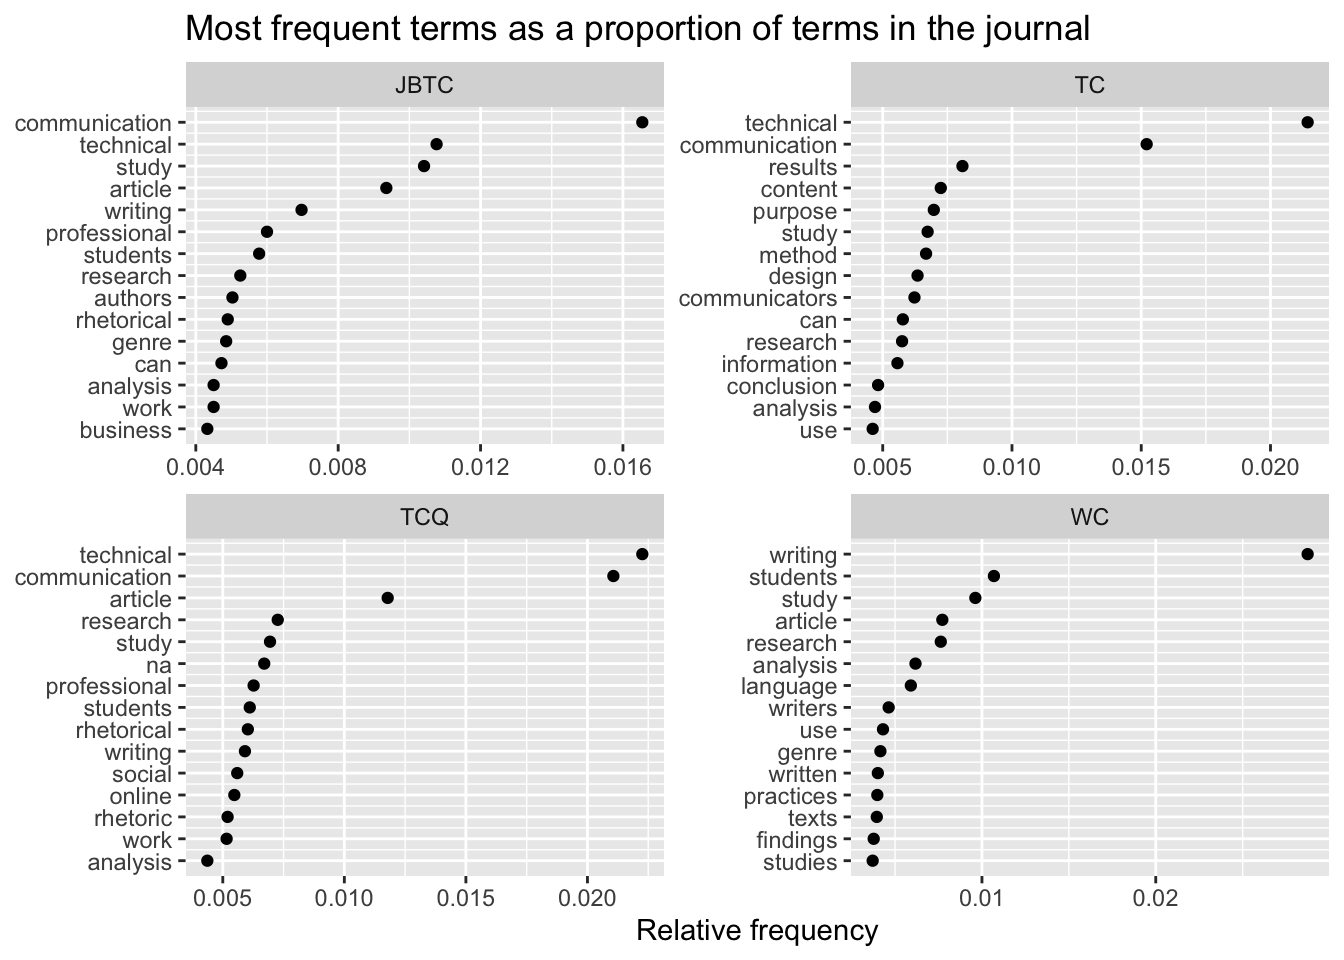 Most frequent terms as a proportion of terms in the journal
JBTC
communication
technical
study
article
writing
professional
students
research
authors
rhetorical
genre
can
analysis
work
business
0.004 0.008 0.012 0.016
TC
technical
communication
results
content
purpose
study
method
design
communicators
can
research
information
conclusion
analysis
use
0.005 0.010 0.015 0.020
TCQ
technical
communication
article
research
study
na
professional
students
rhetorical
writing
social
online
rhetoric
work
analysis
0.005 0.010 0.015 0.020
WC
writing
students
study
article
research
analysis
language
writers
use
genre
written
practices
texts
findings
studies
0.01 0.02
Relative frequency